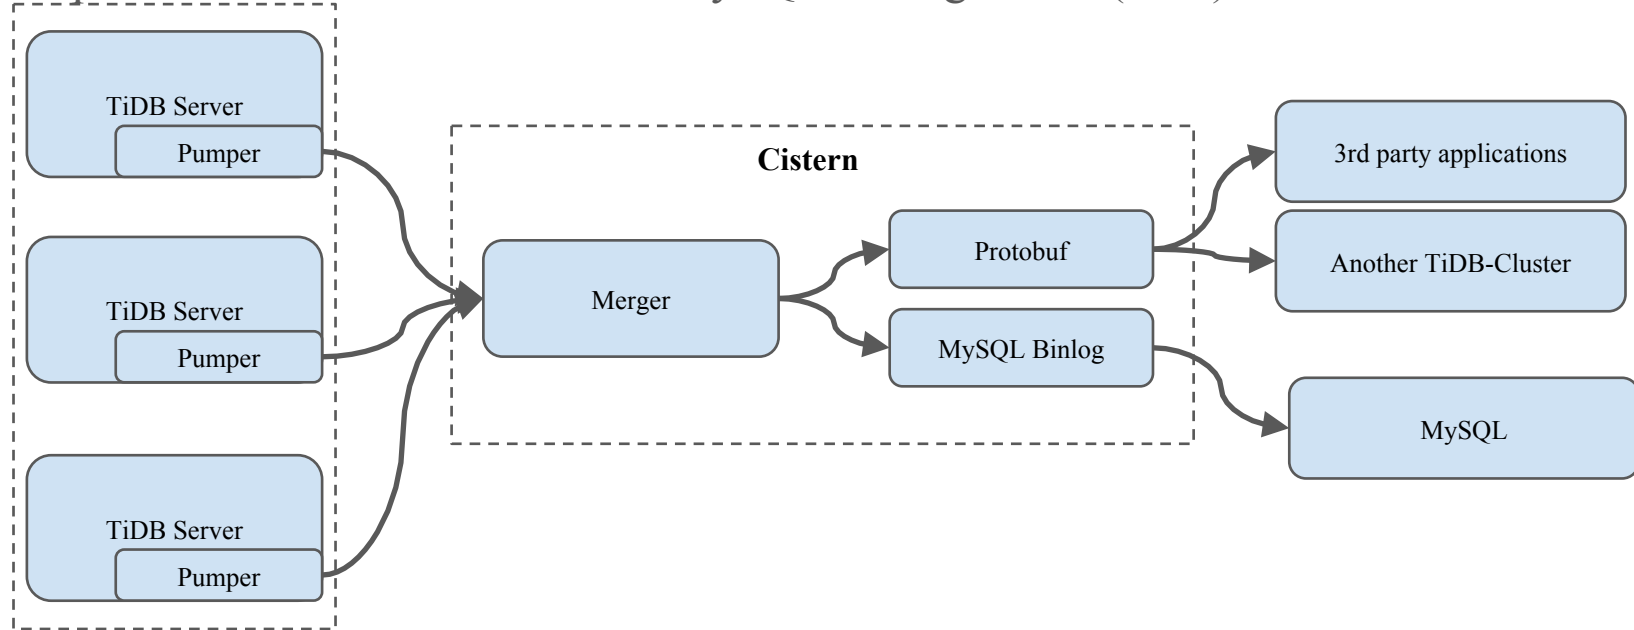 TiDB Server
Pumper
TiDB Server
Pumper
TiDB Server
Pumper
Cistern
Merger
Protobuf
MySQL Binlog
3rd party applications
Another TiDB-Cluster
MySQL